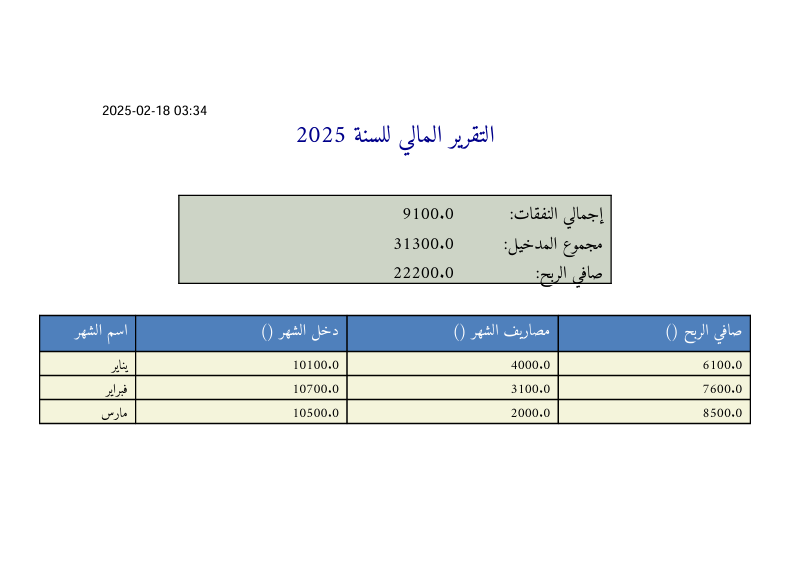 2025-02-18 03:34
التقرير المالي للسنة 2025
إجمالي النفقات: 9100.0
مجموع المدخيل: 31300.0
صافي الربح: 22200.0
صافي الربح () مصاريف الشهر () دخل الشهر () اسم الشهر
6100.0 4000.0 10100.0 يناير
7600.0 3100.0 10700.0 فبراير
8500.0 2000.0 10500.0 مارس